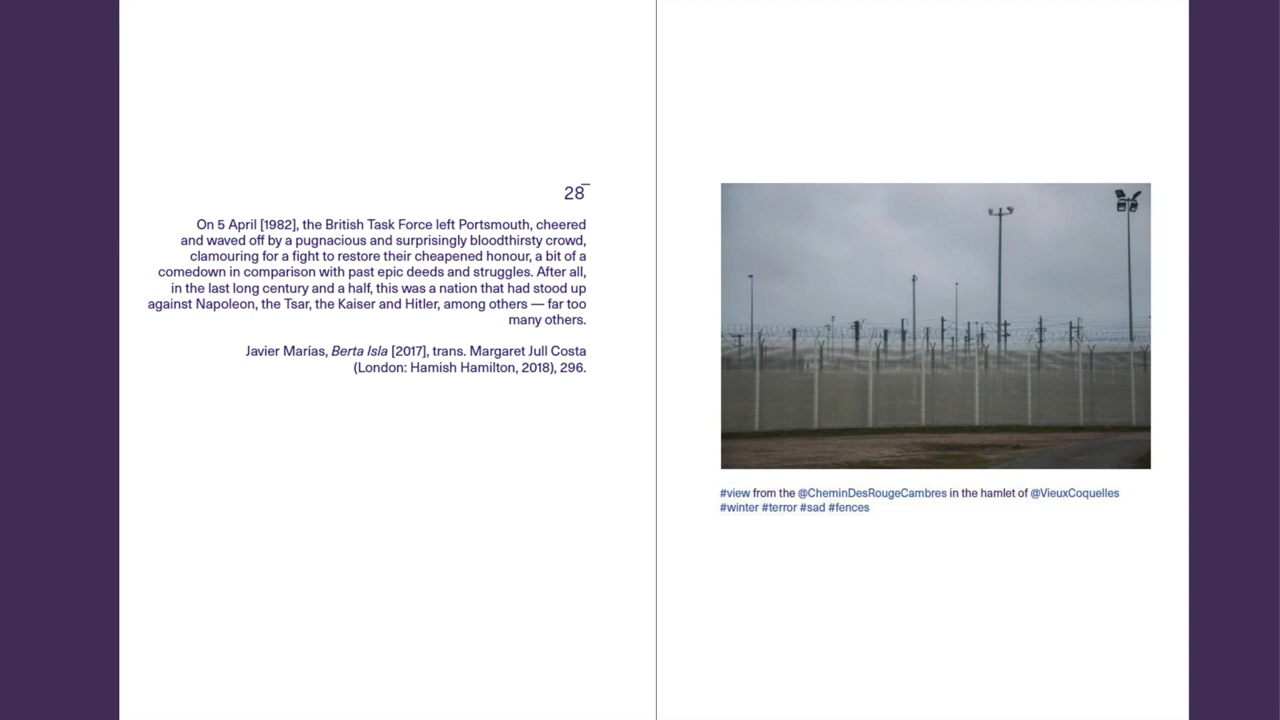 28
On 5 April [1982], the British Task Force left Portsmouth, cheered
and waved off by a pugnacious and surprisingly bloodthirsty crowd,
clamouring for a fight to restore their cheapened honour, a bit of a
comedown in comparison with past epic deeds and struggles. After all,
in the last long century and a half, this was a nation that had stood up
against Napoleon, the Tsar, the Kaiser and Hitler, among others — far too
many others.
Javier Marías, Berta Isla [2017], trans. Margaret Jull Costa
(London: Hamish Hamilton, 2018), 296.
#view from the @CheminDesRougeCambres in the hamlet of @VieuxCoquelles
#winter #terror #sad #fences